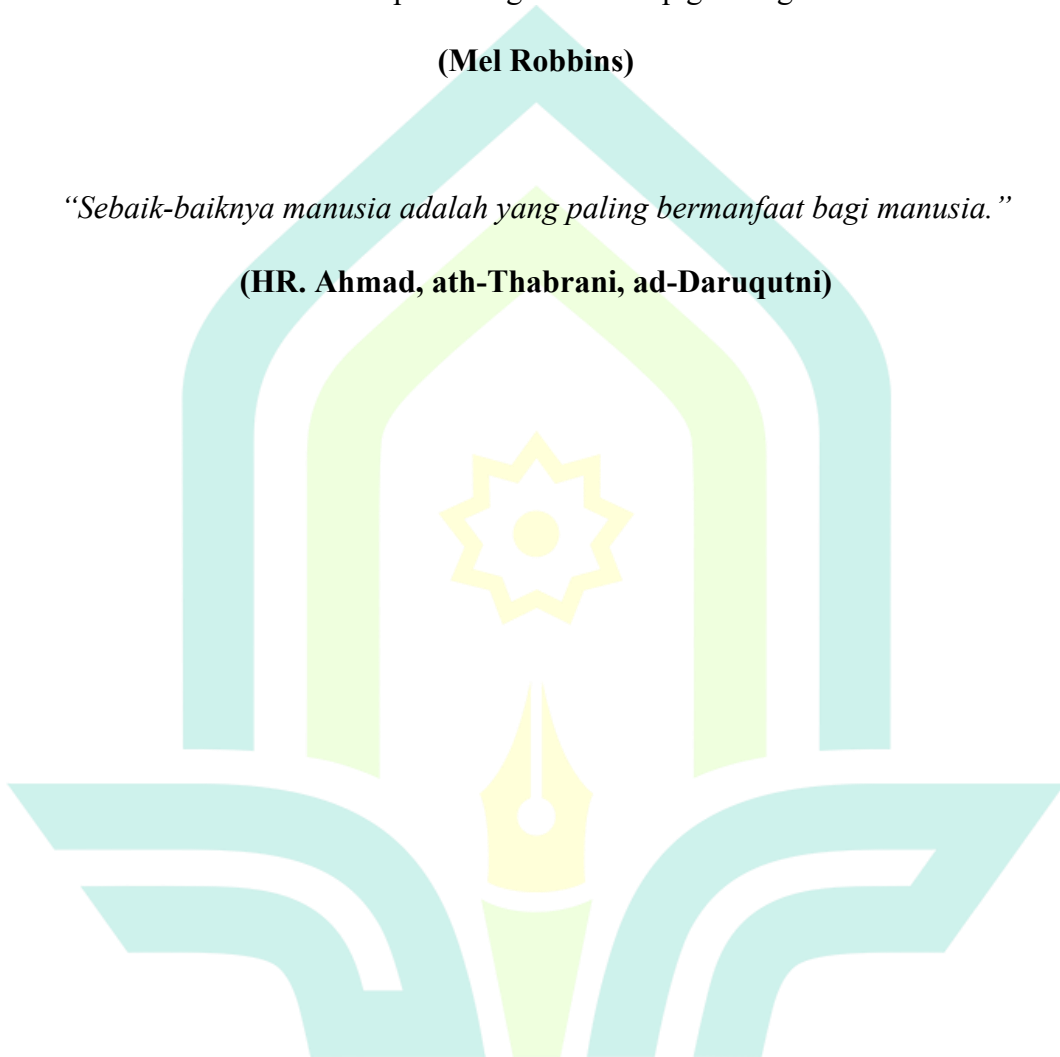 (Mel Robbins)
“Sebaik-baiknya manusia adalah yang paling bermanfaat bagi manusia.”
(HR. Ahmad, ath-Thabrani, ad-Daruqutni)